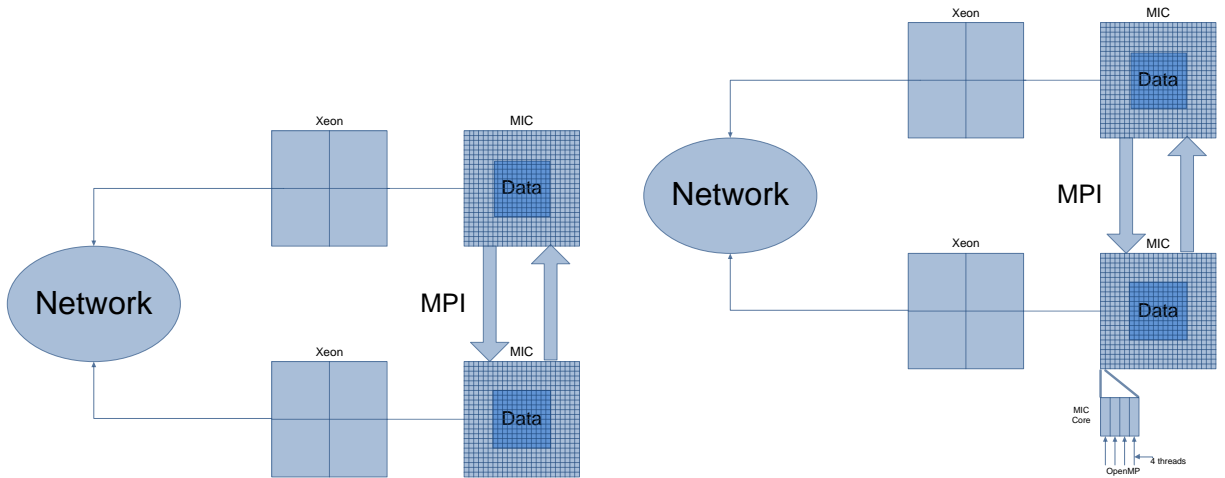 Xeon
MIC
Data
Network
MPI
Xeon
MIC
Data
Xeon
MIC
Data
Network
MPI
Xeon
MIC
Data
MIC
Core
4 threads
OpenMP